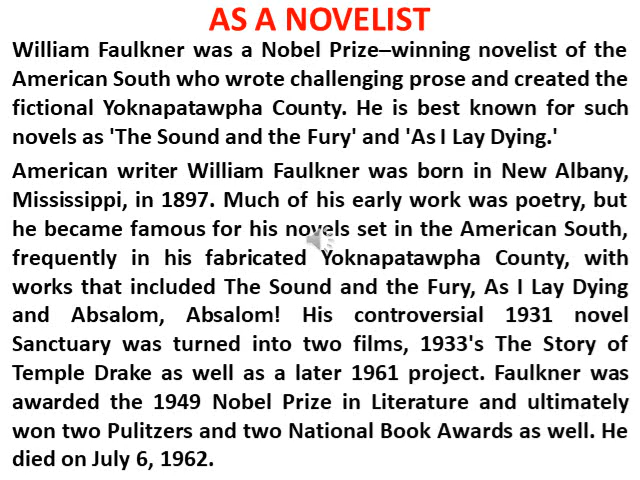 AS A NOVELIST
William Faulkner was a Nobel Prize–winning novelist of the
American South who wrote challenging prose and created the
fictional Yoknapatawpha County. He is best known for such
novels as 'The Sound and the Fury' and 'As I Lay Dying.'
American writer William Faulkner was born in New Albany,
Mississippi, in 1897. Much of his early work was poetry, but
he became famous for his novels set in the American South,
frequently in his fabricated Yoknapatawpha County, with
works that included The Sound and the Fury, As I Lay Dying
and Absalom, Absalom! His controversial 1931 novel
Sanctuary was turned into two films, 1933's The Story of
Temple Drake as well as a later 1961 project. Faulkner was
awarded the 1949 Nobel Prize in Literature and ultimately
won two Pulitzers and two National Book Awards as well. He
died on July 6, 1962.